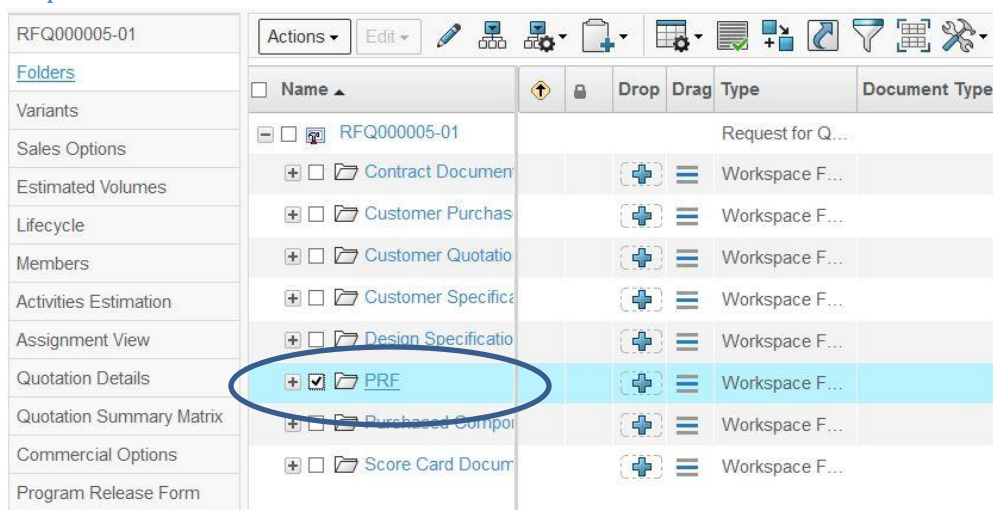 RFQ000005-01
Folders
Variants
Sales Options
Estimated Volumes
Lifecycle
Members
Activities Estimation
Assignment View
Quotation Details
Quotation Summary Matrix
Commercial Options
Program Release Form
Actions Edit
Name Drop Drag Type Document Type
RFQ000005-01 Request for Q...
Contract Documen Workspace F...
Customer Purchas Workspace F...
Customer Quotatio Workspace F...
Customer Specifica Workspace F...
Design Specificatio Workspace F...
PRF Workspace F...
Purchased Compo Workspace F...
Score Card Docum Workspace F...